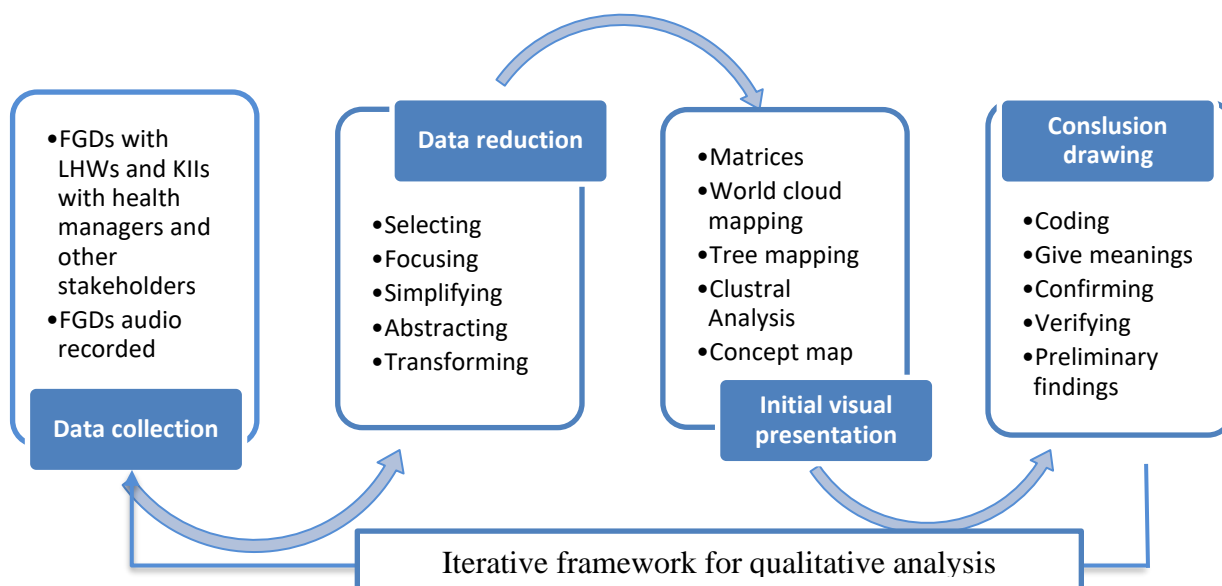 •FGDs with
LHWs and KIIs
with health
managers and
other
stakeholders
•FGDs audio
recorded
Data collection
Data reduction
•Selecting
•Focusing
•Simplifying
•Abstracting
•Transforming
•Matrices
•World cloud
mapping
•Tree mapping
•Clustral
Analysis
•Concept map
Initial visual
presentation
Conslusion
drawing
•Coding
•Give meanings
•Confirming
•Verifying
•Preliminary
findings
Iterative framework for qualitative analysis